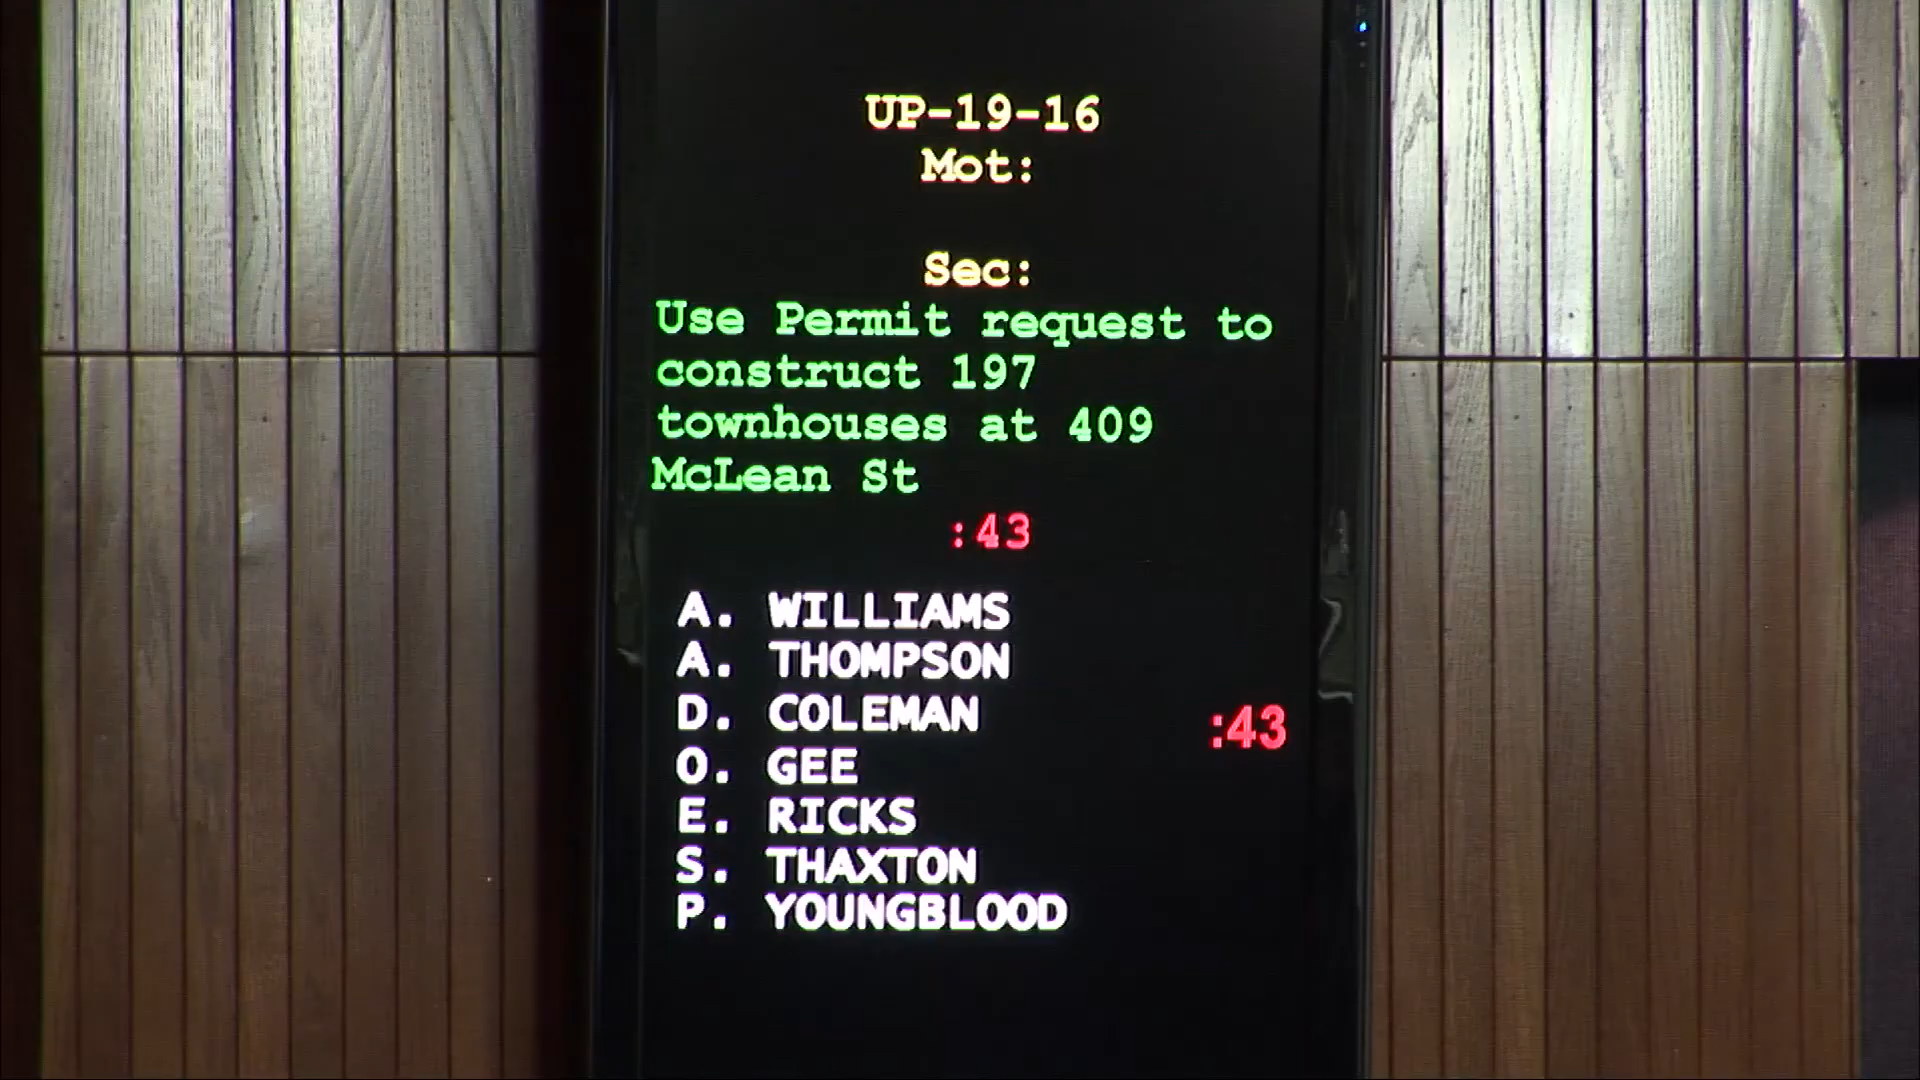 UP-19-16
Mot:
Sec:
Use Permit request to
construct 197
townhouses at 409
McLean St
:43
A. WILLIAMS
A. THOMPSON
D. COLEMAN
:43
O. GEE
E. RICKS
S. THAXTON
P. YOUNGBLOOD